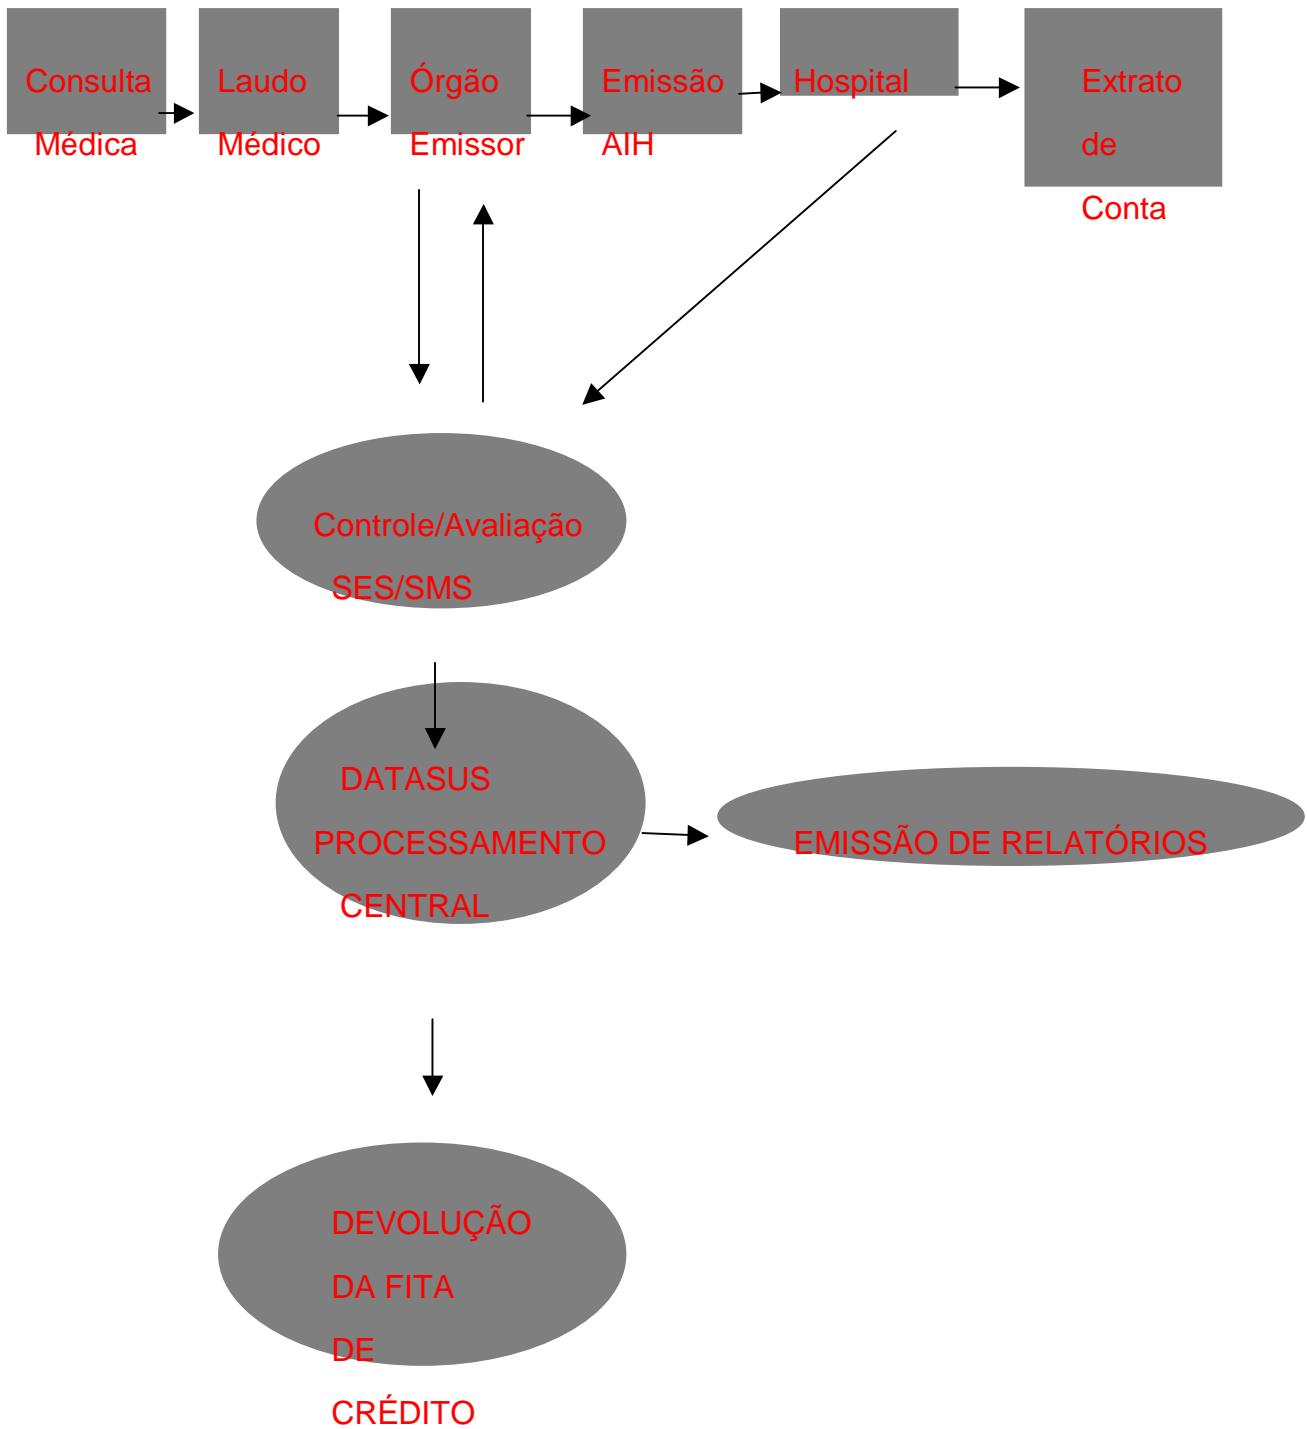 Consulta
Médica
Laudo
Médico
Órgão
Emissor
Emissão
AIH
Hospital
Extrato
de
Conta
Controle/Avaliação
SES/SMS
DATASUS
PROCESSAMENTO
CENTRAL
EMISSÃO DE RELATÓRIOS
DEVOLUÇÃO
DA FITA
DE
CRÉDITO